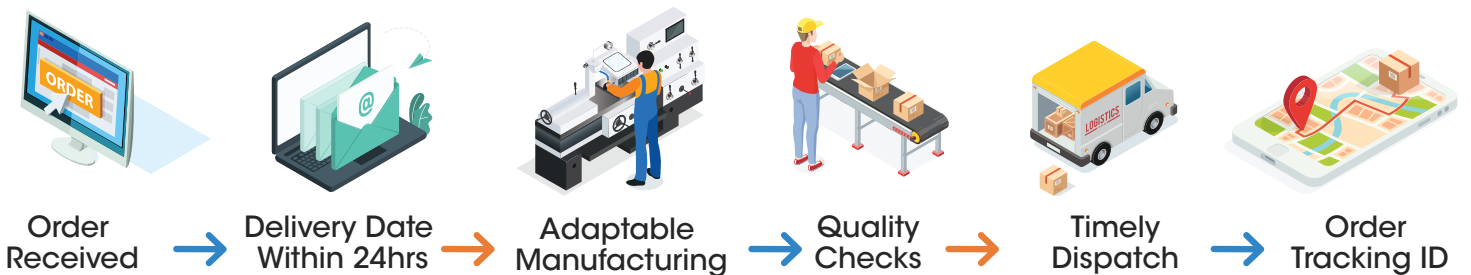 ORDER
@
LOGISTICS
Order
Received
Delivery Date
Within 24hrs
Adaptable
Manufacturing
Quality
Checks
Timely
Dispatch
Order
Tracking ID